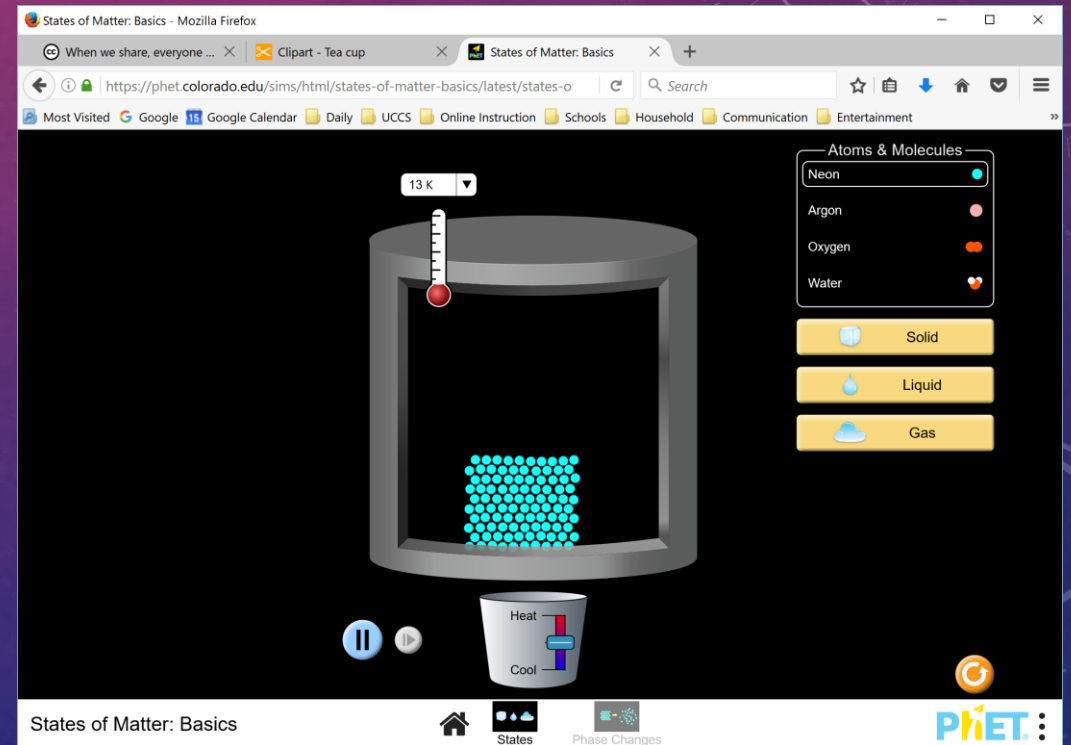 States of Matter: Basics - Mozilla Firefox
When we share, everyone ... Clipart - Tea cup States of Matter: Basics
https://phet.colorado.edu/sims/html/states-of-matter-basics/latest/states-o Search
Most Visited Google 15 Google Calendar Daily UCCS Online Instruction Schools Household Communication Entertainment
Atoms & Molecules
13 K
Neon
Argon
Oxygen
Water
Solid
Liquid
Gas
Heat
Cool
States of Matter: Basics
States
Phase Changes
PhET